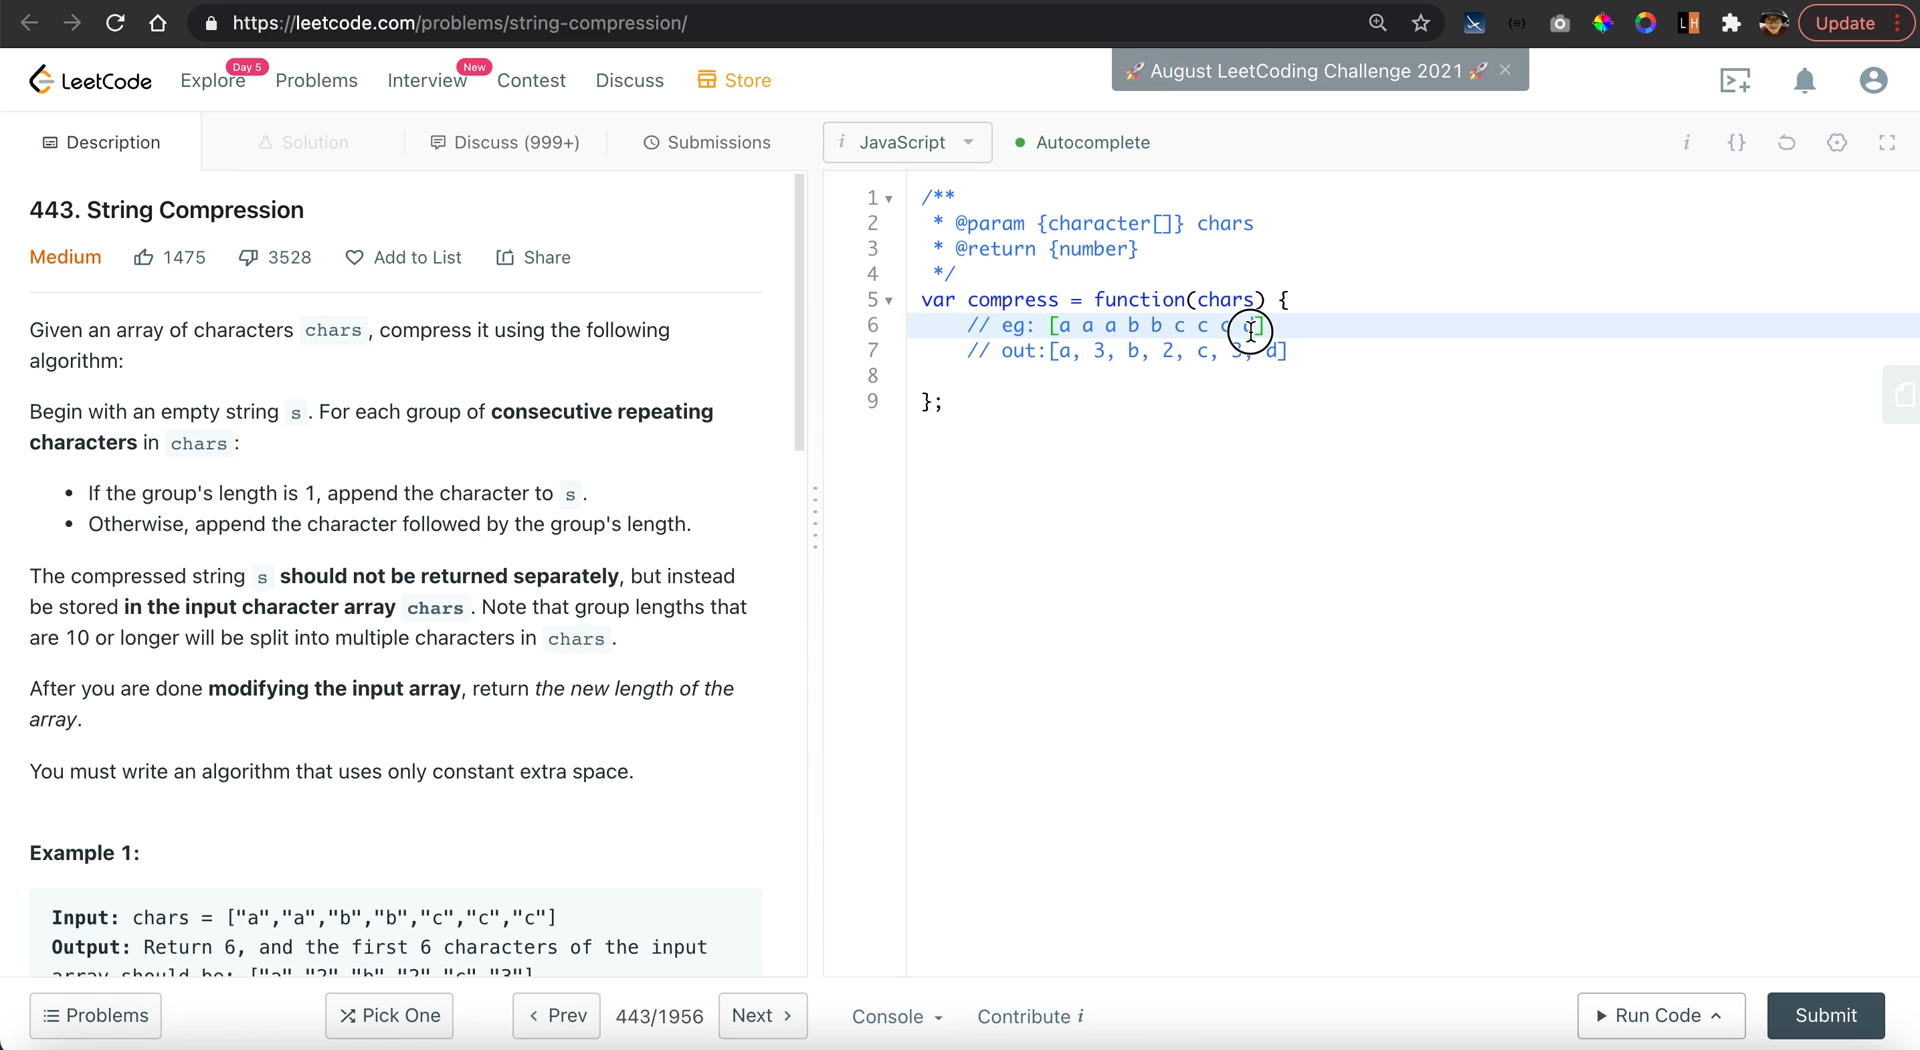 https://leetcode.com/problems/string-compression/
Update
LeetCode
Explore
Day 5
Problems
Interview
New
Contest
Discuss
Store
🚀 August LeetCoding Challenge 2021 🚀 ×
Description
Solution
Discuss (999+)
Submissions
i JavaScript
Autocomplete
i
{}
443. String Compression
Medium
1475
3528
Add to List
Share
Given an array of characters chars, compress it using the following
algorithm:
Begin with an empty string s. For each group of consecutive repeating
characters in chars:
• If the group's length is 1, append the character to s.
• Otherwise, append the character followed by the group's length.
The compressed string s should not be returned separately, but instead
be stored in the input character array chars. Note that group lengths that
are 10 or longer will be split into multiple characters in chars.
After you are done modifying the input array, return the new length of the
array.
You must write an algorithm that uses only constant extra space.
Example 1:
Input: chars = ["a","a","b","b","c","c","c"]
Output: Return 6, and the first 6 characters of the input
array should be: ["a","2","b","2","c","3"]
1 /**
2 * @param {character[]} chars
3 * @return {number}
4 */
5 var compress = function(chars) {
6 // eg: [a a a b b c c c d]
7 // out:[a, 3, b, 2, c, 3, d]
8
9 };
Problems
Pick One
< Prev
443/1956
Next >
Console
Contribute i
Run Code
Submit